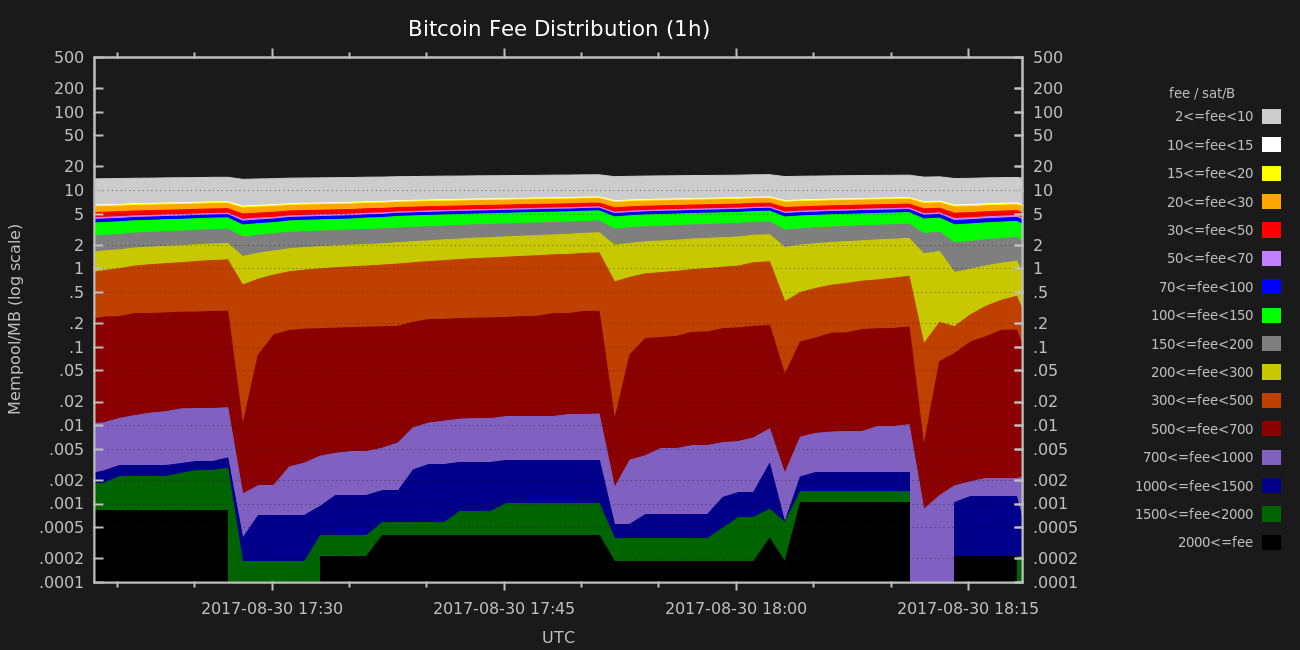 Bitcoin Fee Distribution (1h)
500
200
100
50
20
10
5
2
1
.5
.2
.1
.05
.02
.01
.005
.002
.001
.0005
.0002
.0001
Mempool/MB (log scale)
500
200
100
50
20
10
5
2
1
.5
.2
.1
.05
.02
.01
.005
.002
.001
.0005
.0002
.0001
2017-08-30 17:30
2017-08-30 17:45
2017-08-30 18:00
2017-08-30 18:15
UTC
fee / sat/B
2<=fee<10
10<=fee<15
15<=fee<20
20<=fee<30
30<=fee<50
50<=fee<70
70<=fee<100
100<=fee<150
150<=fee<200
200<=fee<300
300<=fee<500
500<=fee<700
700<=fee<1000
1000<=fee<1500
1500<=fee<2000
2000<=fee